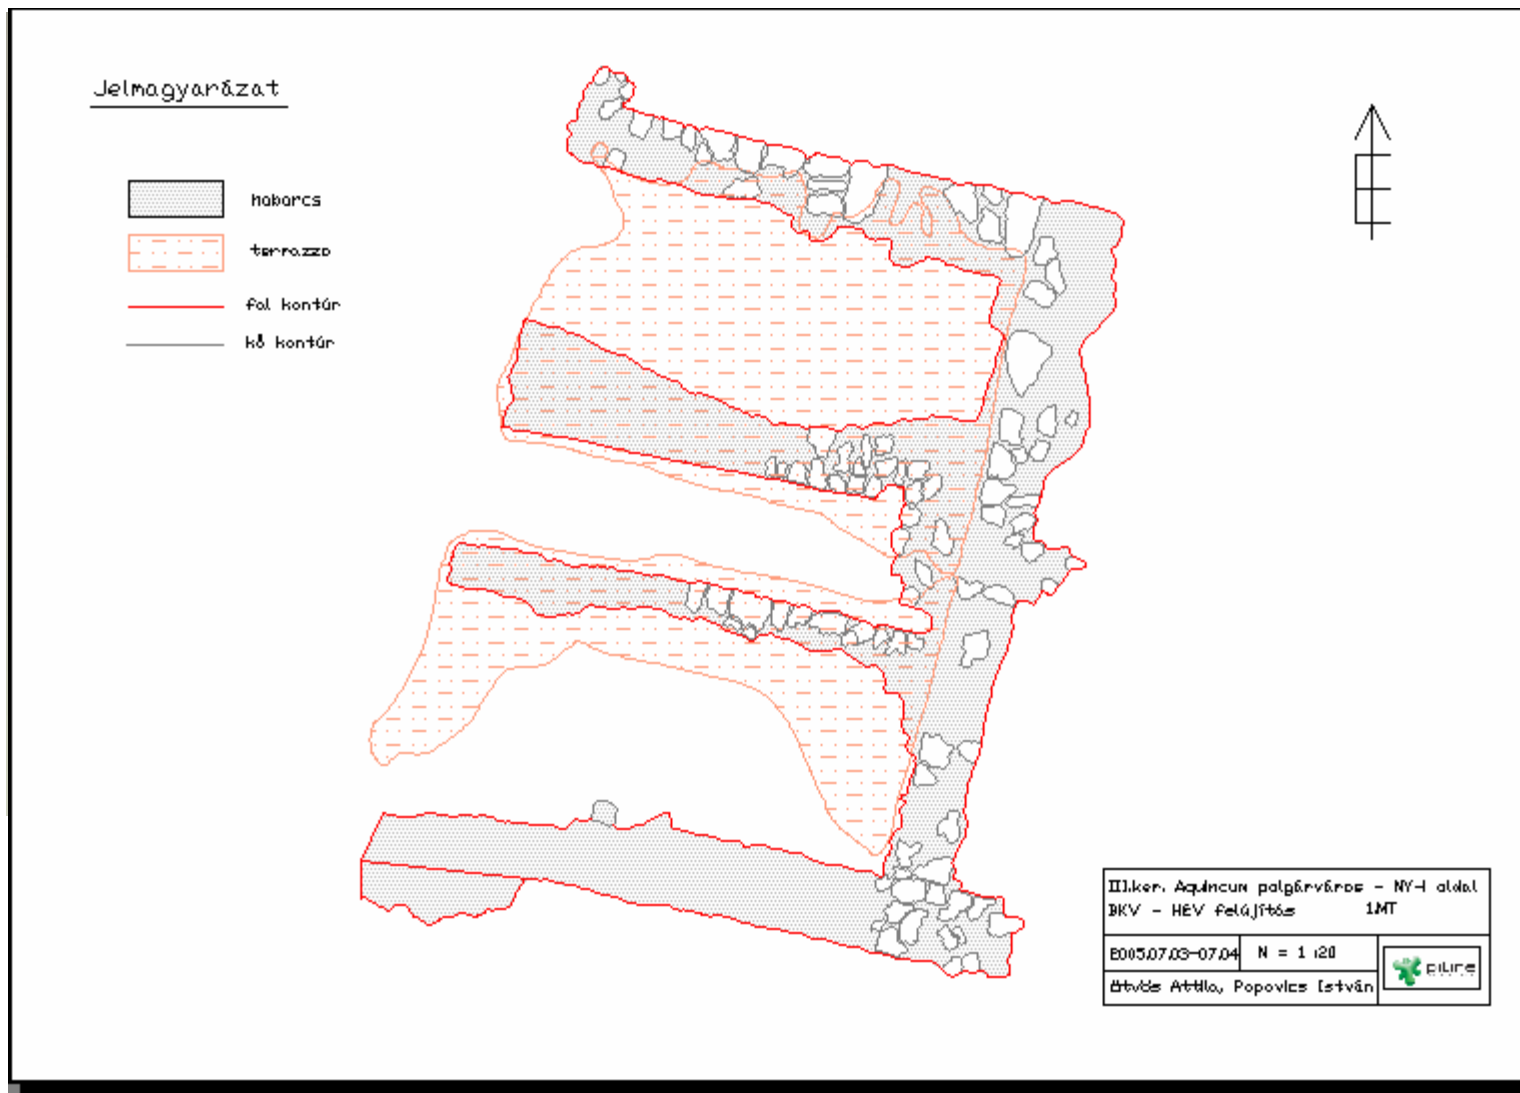 Jelmagyarázat
habarcs
terrazzo
fal kontúr
kő kontúr
III.ker. Aquincum polgárváros - NY-i oldal
BKV - HÉV felújítás 1.MT
2005.07.03-07.04 N = 1 :20
Ötvös Attila, Popovics István